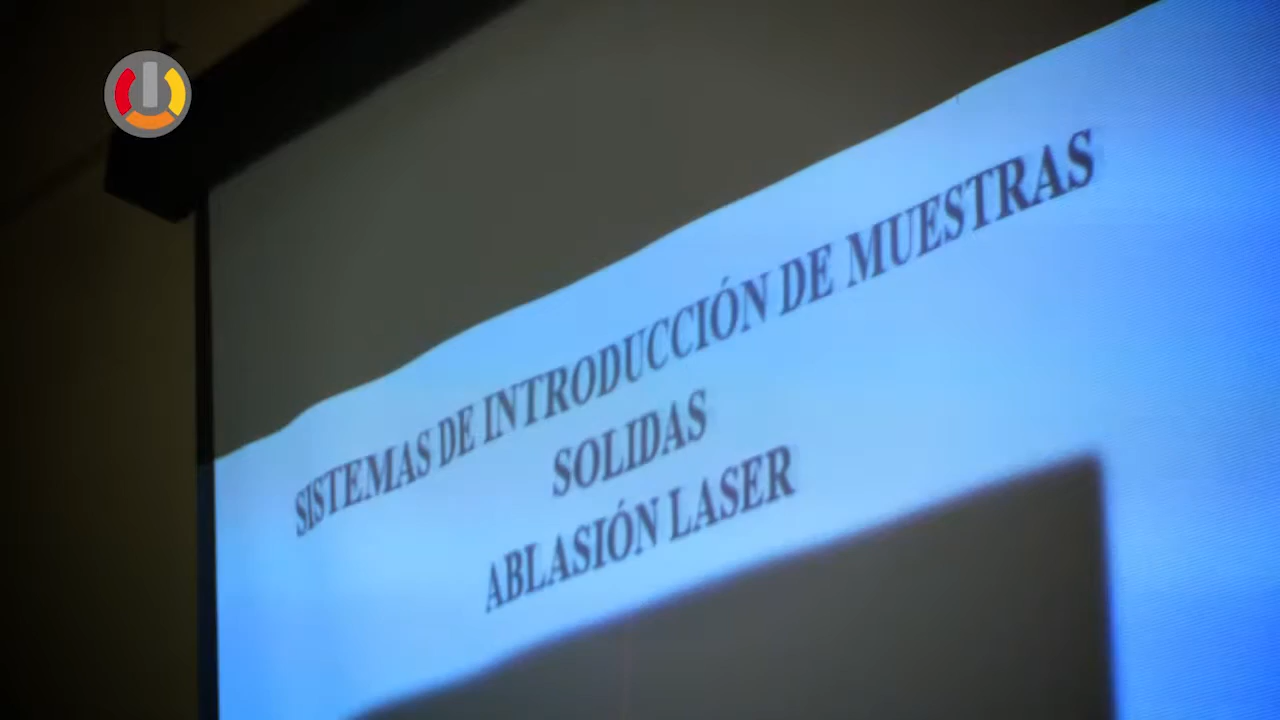 SISTEMAS DE INTRODUCCIÓN DE MUESTRAS
SOLIDAS
ABLASIÓN LASER